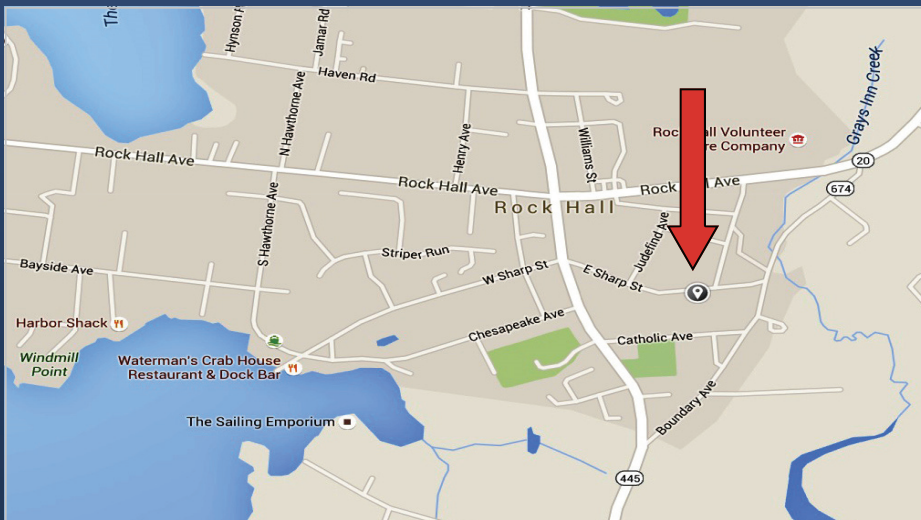 The
Hynson P
Jamar Rd
Haven Rd
N Hawthorne Ave
Henry Ave
Williams St
Rock Hall Volunteer
re Company
Grays Inn Creek
20
674
Rock Hall Ave
Rock Hall Ave
Rock Hall Ave
Rock Hall
S Hawthorne Ave
Striper Run
Judefind Ave
Bayside Ave
W Sharp St
E Sharp St
Harbor Shack
Chesapeake Ave
Catholic Ave
Windmill
Point
Waterman's Crab House
Restaurant & Dock Bar
Boundary Ave
The Sailing Emporium
445